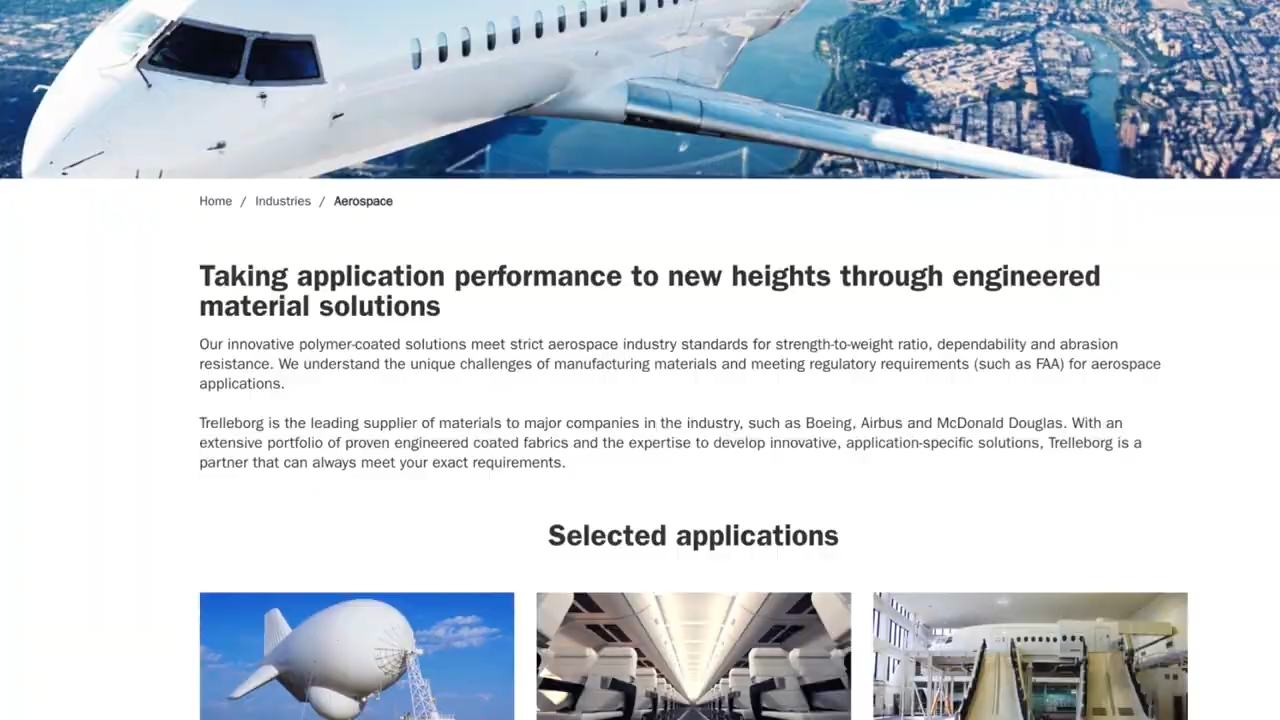 Home / Industries / Aerospace
Taking application performance to new heights through engineered
material solutions
Our innovative polymer-coated solutions meet strict aerospace industry standards for strength-to-weight ratio, dependability and abrasion
resistance. We understand the unique challenges of manufacturing materials and meeting regulatory requirements (such as FAA) for aerospace
applications.
Trelleborg is the leading supplier of materials to major companies in the industry, such as Boeing, Airbus and McDonald Douglas. With an
extensive portfolio of proven engineered coated fabrics and the expertise to develop innovative, application-specific solutions, Trelleborg is a
partner that can always meet your exact requirements.
Selected applications